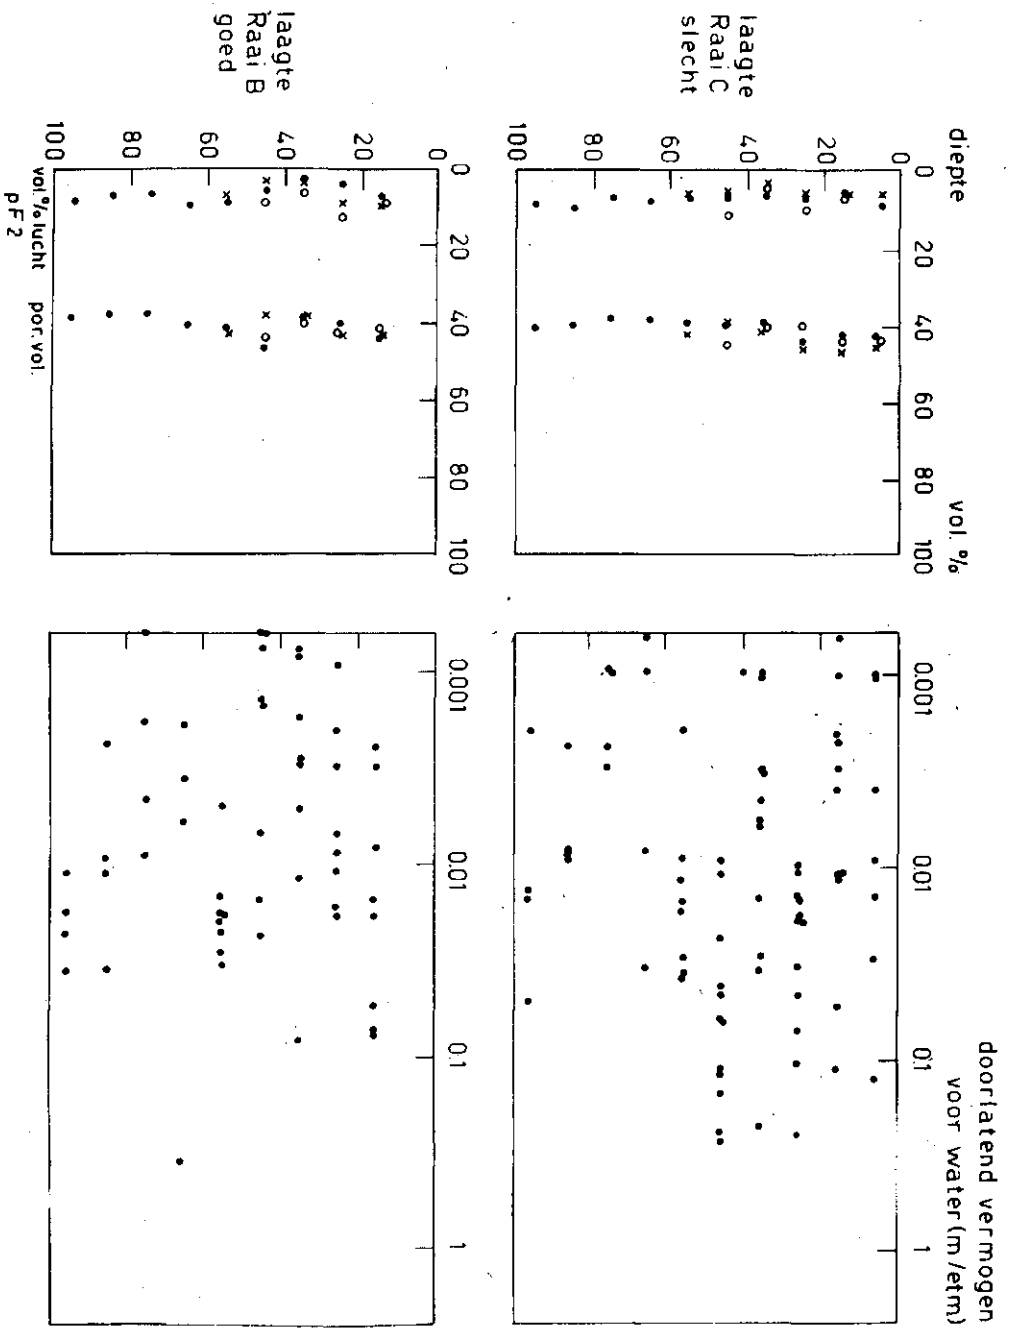 diepte
vol. %
0
20
40
60
80
100
0
20
40
60
80
100
laagte
Raai C
slecht
doorlatend vermogen
voor water (m/etm)
0.001
0.01
0.1
1
0
20
40
60
80
100
0
20
40
60
80
100
laagte
Raai B
goed
vol.% lucht por. vol.
pF 2
0.001
0.01
0.1
1